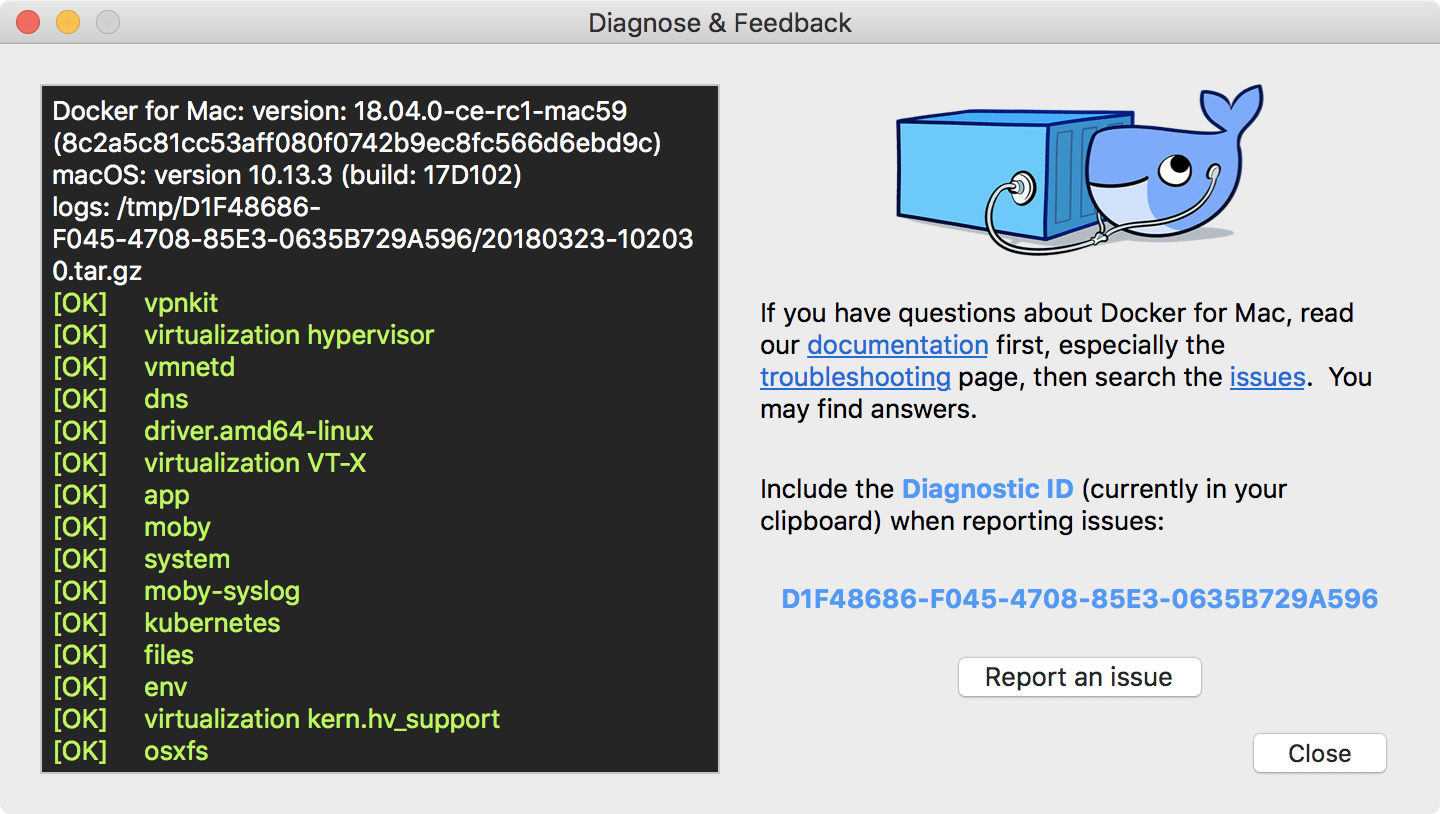 Diagnose & Feedback
Docker for Mac: version: 18.04.0-ce-rc1-mac59
(8c2a5c81cc53aff080f0742b9ec8fc566d6ebd9c)
macOS: version 10.13.3 (build: 17D102)
logs: /tmp/D1F48686-
F045-4708-85E3-0635B729A596/20180323-10203
0.tar.gz
[OK] vpnkit
[OK] virtualization hypervisor
[OK] vmnetd
[OK] dns
[OK] driver.amd64-linux
[OK] virtualization VT-X
[OK] app
[OK] moby
[OK] system
[OK] moby-syslog
[OK] kubernetes
[OK] files
[OK] env
[OK] virtualization kern.hv_support
[OK] osxfs
If you have questions about Docker for Mac, read
our documentation first, especially the
troubleshooting page, then search the issues. You
may find answers.
Include the Diagnostic ID (currently in your
clipboard) when reporting issues:
D1F48686-F045-4708-85E3-0635B729A596
Report an issue
Close